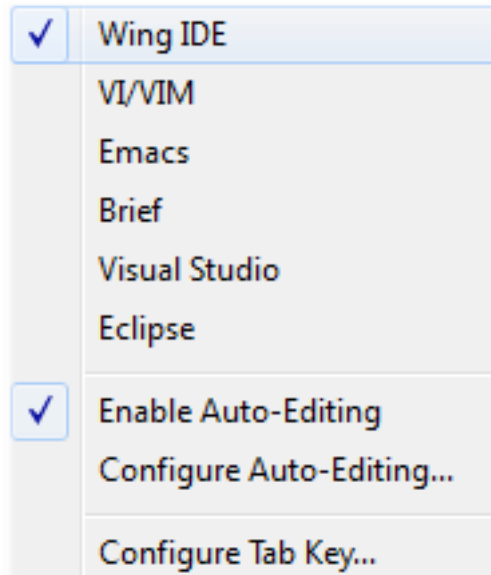 Wing IDE
VI/VIM
Emacs
Brief
Visual Studio
Eclipse
Enable Auto-Editing
Configure Auto-Editing...
Configure Tab Key...